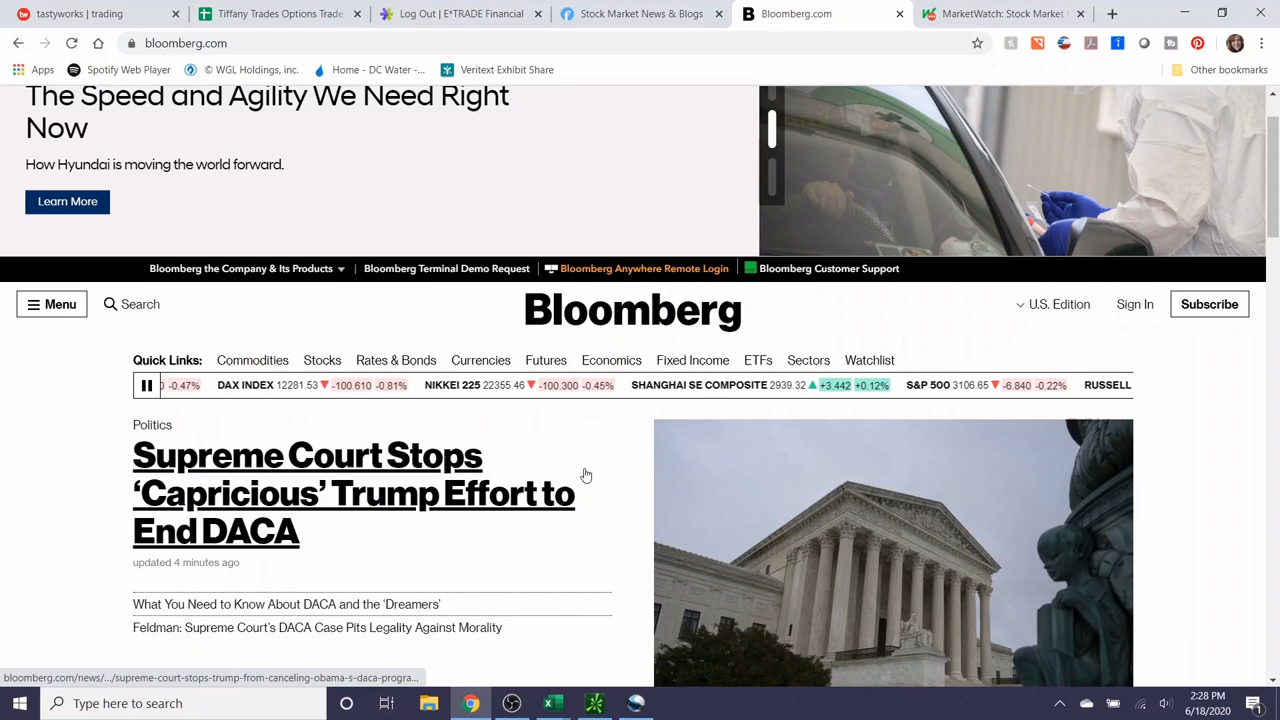 tastyworks | trading
Tiffany Trades Options Trade
Log Out | E*TRADE Financial
Stock Market News & Blogs
Bloomberg.com
MarketWatch: Stock Market
bloomberg.com
Apps
Spotify Web Player
© WGL Holdings, inc.
Home - DC Water -...
Veritext Exhibit Share
Other bookmarks
The Speed and Agility We Need Right
Now
How Hyundai is moving the world forward.
Learn More
Bloomberg the Company & Its Products
Bloomberg Terminal Demo Request
Bloomberg Anywhere Remote Login
Bloomberg Customer Support
Menu
Search
Bloomberg
U.S. Edition
Sign In
Subscribe
Quick Links: Commodities Stocks Rates & Bonds Currencies Futures Economics Fixed Income ETFs Sectors Watchlist
-0.47% DAX INDEX 12281.53 ▼ -100.610 -0.81% NIKKEI 225 22355.46 ▼ -100.300 -0.45% SHANGHAI SE COMPOSITE 2939.32 ▲ +3.442 +0.12% S&P 500 3106.65 ▼ -6.840 -0.22% RUSSELL
Politics
Supreme Court Stops
‘Capricious’ Trump Effort to
End DACA
updated 4 minutes ago
What You Need to Know About DACA and the ‘Dreamers’
Feldman: Supreme Court’s DACA Case Pits Legality Against Morality
bloomberg.com/news/.../supreme-court-stops-trump-from-canceling-obama-s-daca-progra...
Type here to search
2:28 PM
6/18/2020